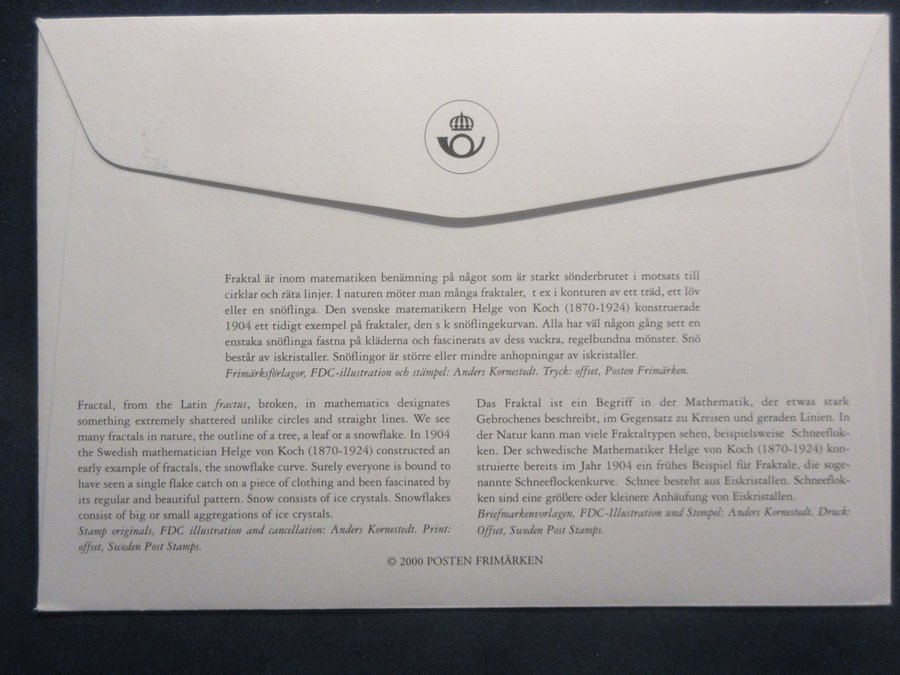 Fraktal är inom matematiken benämning på något som är starkt sönderbrutet i motsats till
cirklar och räta linjer. I naturen möter man många fraktaler, t ex i konturen av ett träd, ett löv
eller en snöflinga. Den svenske matematikern Helge von Koch (1870-1924) konstruerade
1904 ett tidigt exempel på fraktaler, den s k snöflingekurvan. Alla har väl någon gång sett en
enstaka snöflinga fastna på kläderna och fascinerats av dess vackra, regelbundna mönster. Snö
består av iskristaller. Snöflingor är större eller mindre anhopningar av iskristaller.
Frimärksförlagor, FDC-illustration och stämpel: Anders Kornestedt. Tryck: offset, Posten Frimärken.
Fractal, from the Latin fractus, broken, in mathematics designates
something extremely shattered unlike circles and straight lines. We see
many fractals in nature, the outline of a tree, a leaf or a snowflake. In 1904
the Swedish mathematician Helge von Koch (1870-1924) constructed an
early example of fractals, the snowflake curve. Surely everyone is bound to
have seen a single flake catch on a piece of clothing and been fascinated by
its regular and beautiful pattern. Snow consists of ice crystals. Snowflakes
consist of big or small aggregations of ice crystals.
Stamp originals, FDC illustration and cancellation: Anders Kornestedt. Print:
offset, Sweden Post Stamps.
Das Fraktal ist ein Begriff in der Mathematik, der etwas stark
Gebrochenes beschreibt, im Gegensatz zu Kreisen und geraden Linien. In
der Natur kann man viele Fraktaltypen sehen, beispielsweise Schneeflok-
ken. Der schwedische Mathematiker Helge von Koch (1870-1924) kon-
struierte bereits im Jahr 1904 ein frühes Beispiel für Fraktale, die soge-
nannte Schneeflockenkurve. Schnee besteht aus Eiskristallen. Schneeflok-
ken sind eine größere oder kleinere Anhäufung von Eiskristallen.
Briefmarkenvorlagen, FDC-Illustration und Stempel: Anders Kornestedt. Druck:
Offset, Sweden Post Stamps.
© 2000 POSTEN FRIMÄRKEN